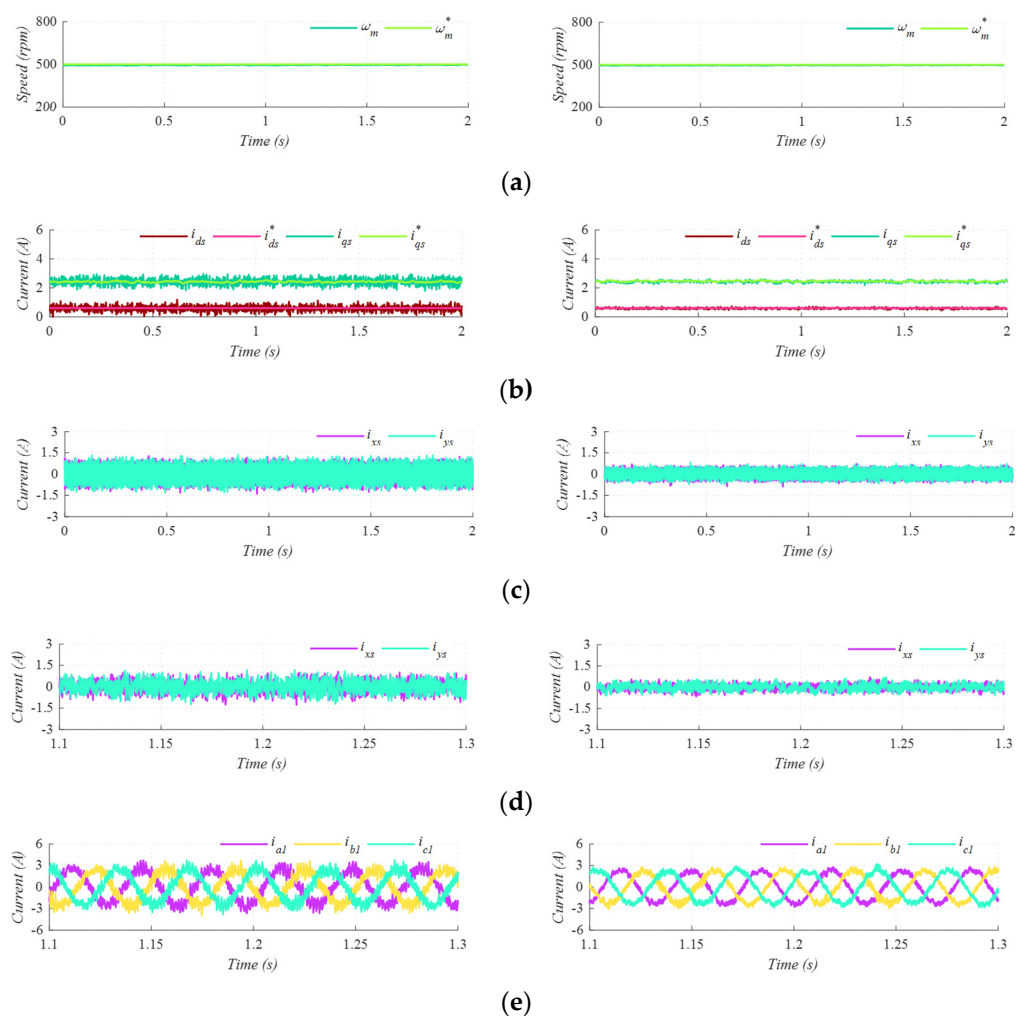 800 ω_m ω_m^* 800 ω_m ω_m^*
Speed (rpm) 500 Speed (rpm) 500
200 200
0 0.5 1 1.5 2 0 0.5 1 1.5 2
Time (s) Time (s)
(a)
6 i_ds i_ds^* i_qs i_qs^* 6 i_ds i_ds^* i_qs i_qs^*
Current (A) 4 Current (A) 4
2 2
0 0
0.5 1 1.5 2 0 0.5 1 1.5 2
Time (s) Time (s)
(b)
3 i_xs i_ys 3 i_xs i_ys
1.5 1.5
Current (A) 0 Current (A) 0
-1.5 -1.5
-3 -3
0 0.5 1 1.5 2 0 0.5 1 1.5 2
Time (s) Time (s)
(c)
3 i_xs i_ys 3 i_xs i_ys
1.5 1.5
Current (A) 0 Current (A) 0
-1.5 -1.5
-3 -3
1.1 1.15 1.2 1.25 1.3 1.1 1.15 1.2 1.25 1.3
Time (s) Time (s)
(d)
6 i_a1 i_b1 i_c1 6 i_a1 i_b1 i_c1
3 3
Current (A) 0 Current (A) 0
-3 -3
-6 -6
1.1 1.15 1.2 1.25 1.3 1.1 1.15 1.2 1.25 1.3
Time (s) Time (s)
(e)